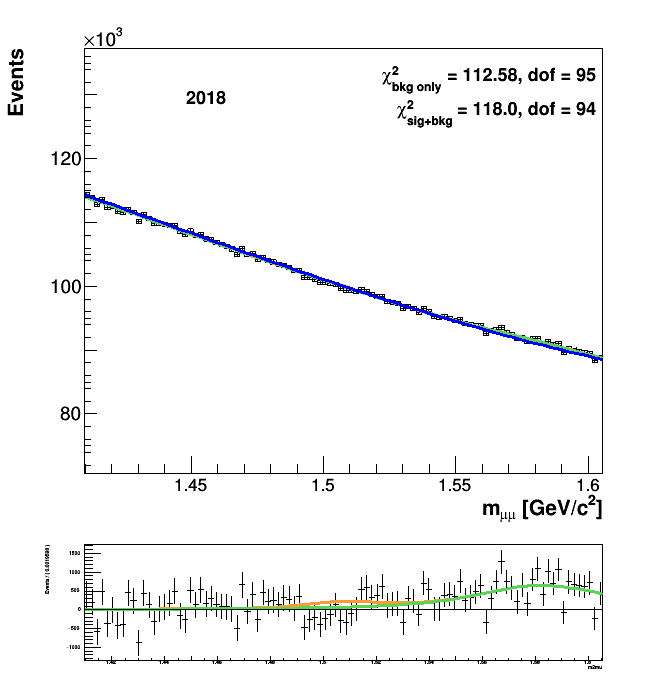 ×10³
Events
χ²bkg only = 112.58, dof = 95
2018
χ²sig+bkg = 118.0, dof = 94
120
100
80
1.45 1.5 1.55 1.6
mμμ [GeV/c²]
1500
1000
500
0
-500
-1000
m2mu